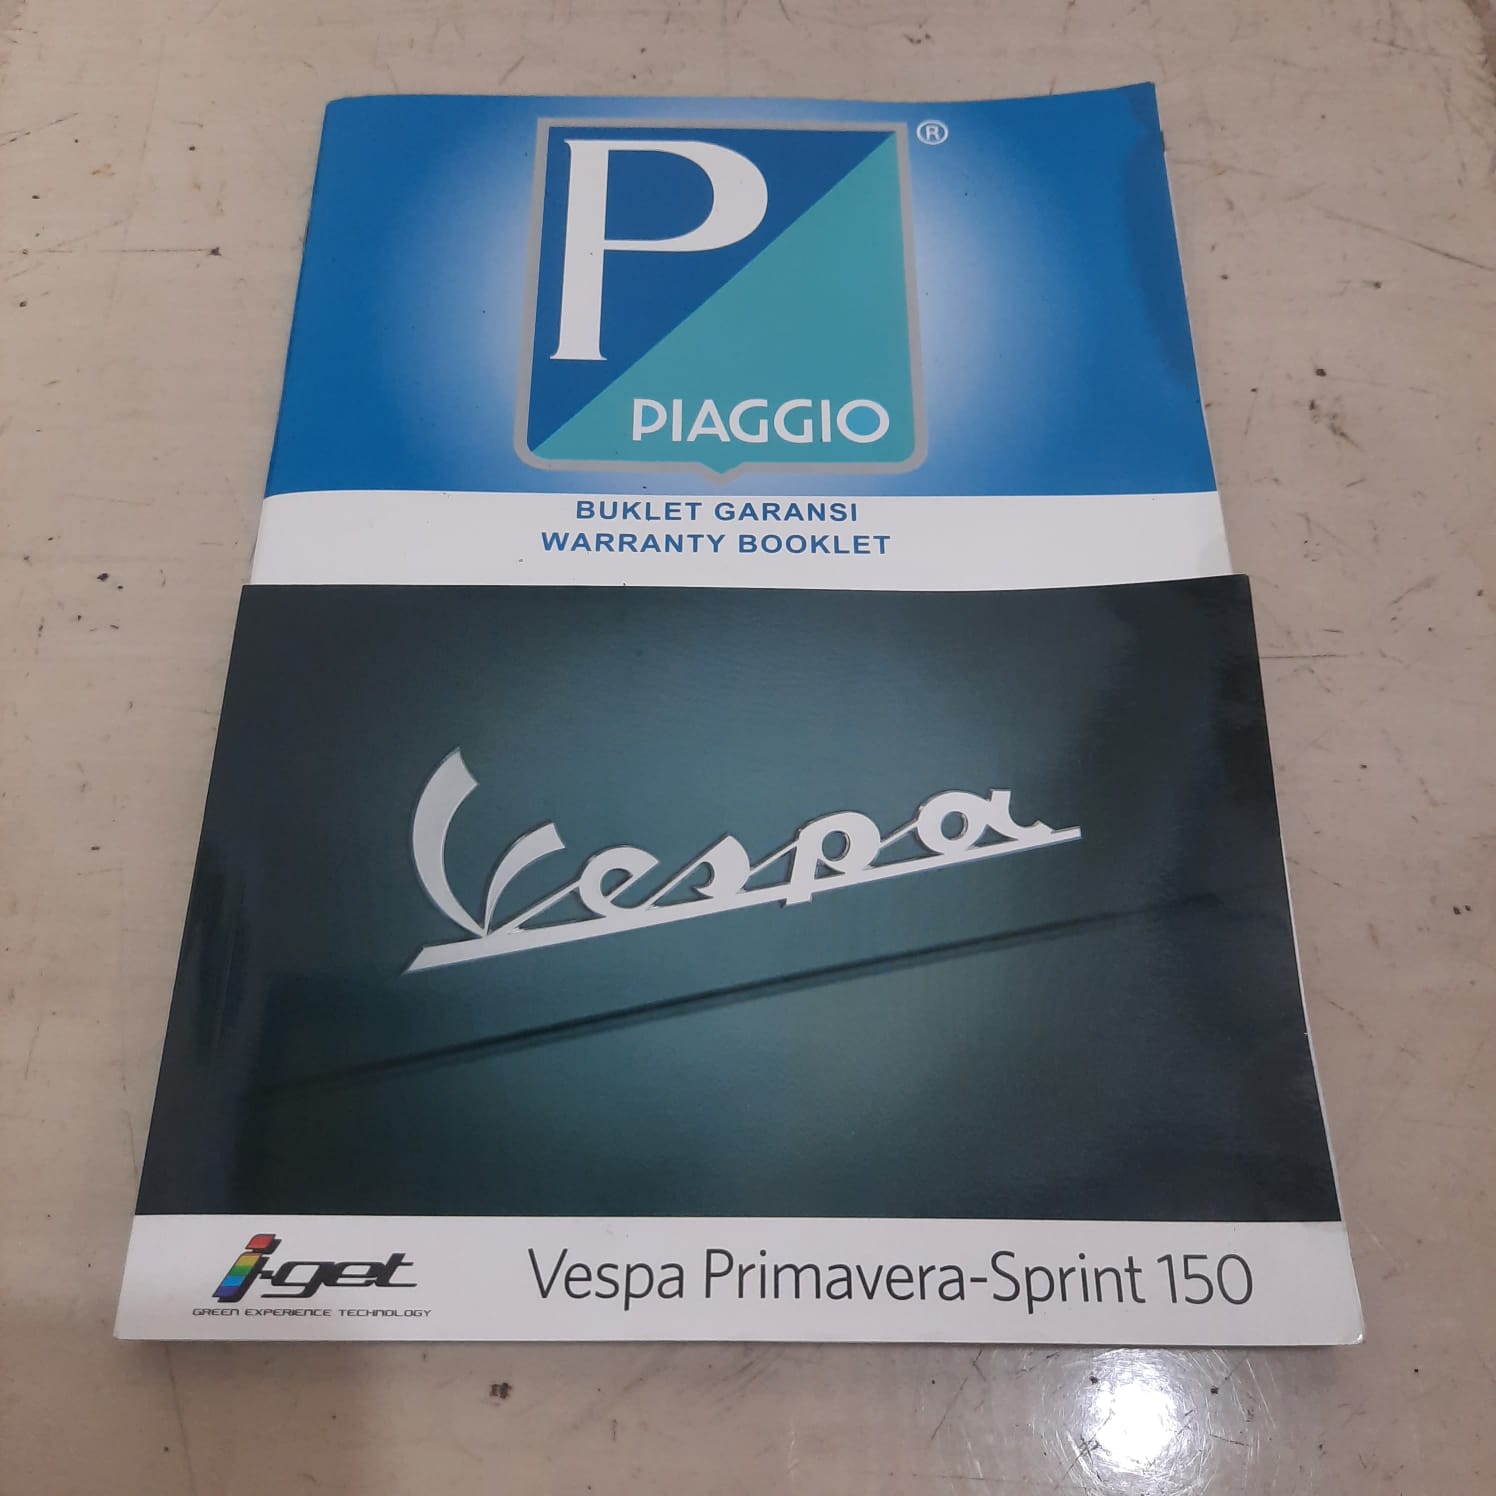 P
®
PIAGGIO
BUKLET GARANSI
WARRANTY BOOKLET
Vespa
i-get
GREEN EXPERIENCE TECHNOLOGY
Vespa Primavera-Sprint 150